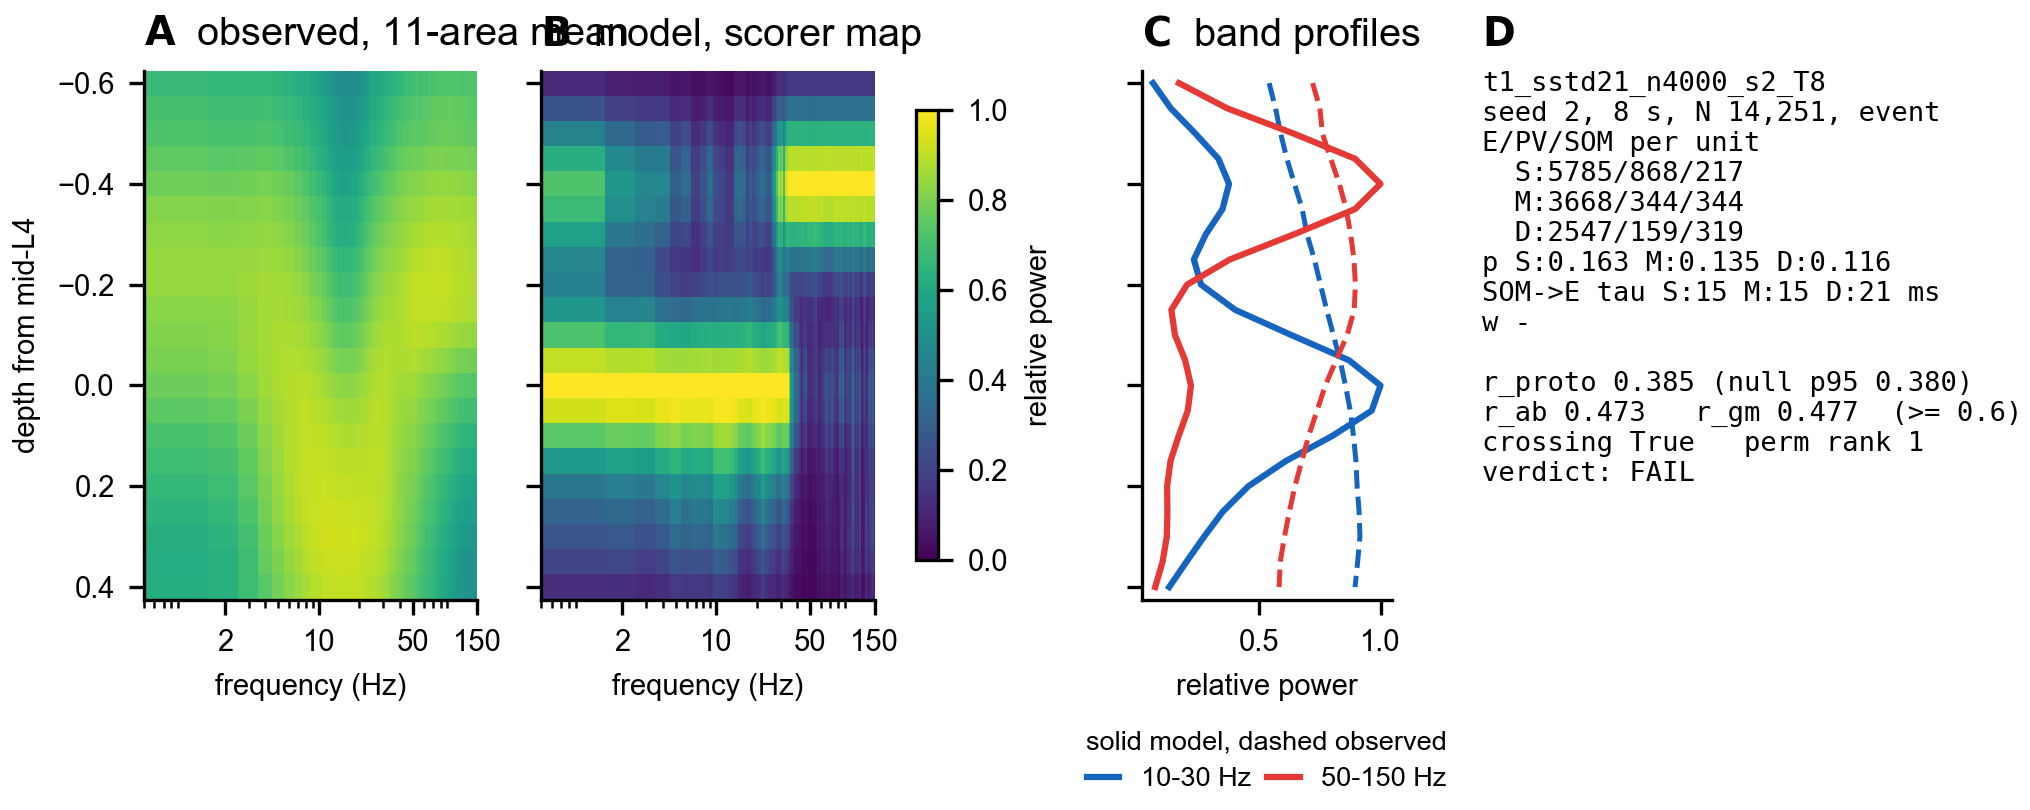 A observed, 11-area mean
B model, scorer map
C band profiles
D
depth from mid-L4
−0.6
−0.4
−0.2
0.0
0.2
0.4
2 10 50 150
frequency (Hz)
2 10 50 150
frequency (Hz)
1.0
0.8
0.6
0.4
0.2
0.0
relative power
0.5 1.0
relative power
solid model, dashed observed
10-30 Hz 50-150 Hz
t1_sstd21_n4000_s2_T8
seed 2, 8 s, N 14,251, event
E/PV/SOM per unit
S:5785/868/217
M:3668/344/344
D:2547/159/319
p S:0.163 M:0.135 D:0.116
SOM->E tau S:15 M:15 D:21 ms
w -
r_proto 0.385 (null p95 0.380)
r_ab 0.473 r_gm 0.477 (>= 0.6)
crossing True perm rank 1
verdict: FAIL